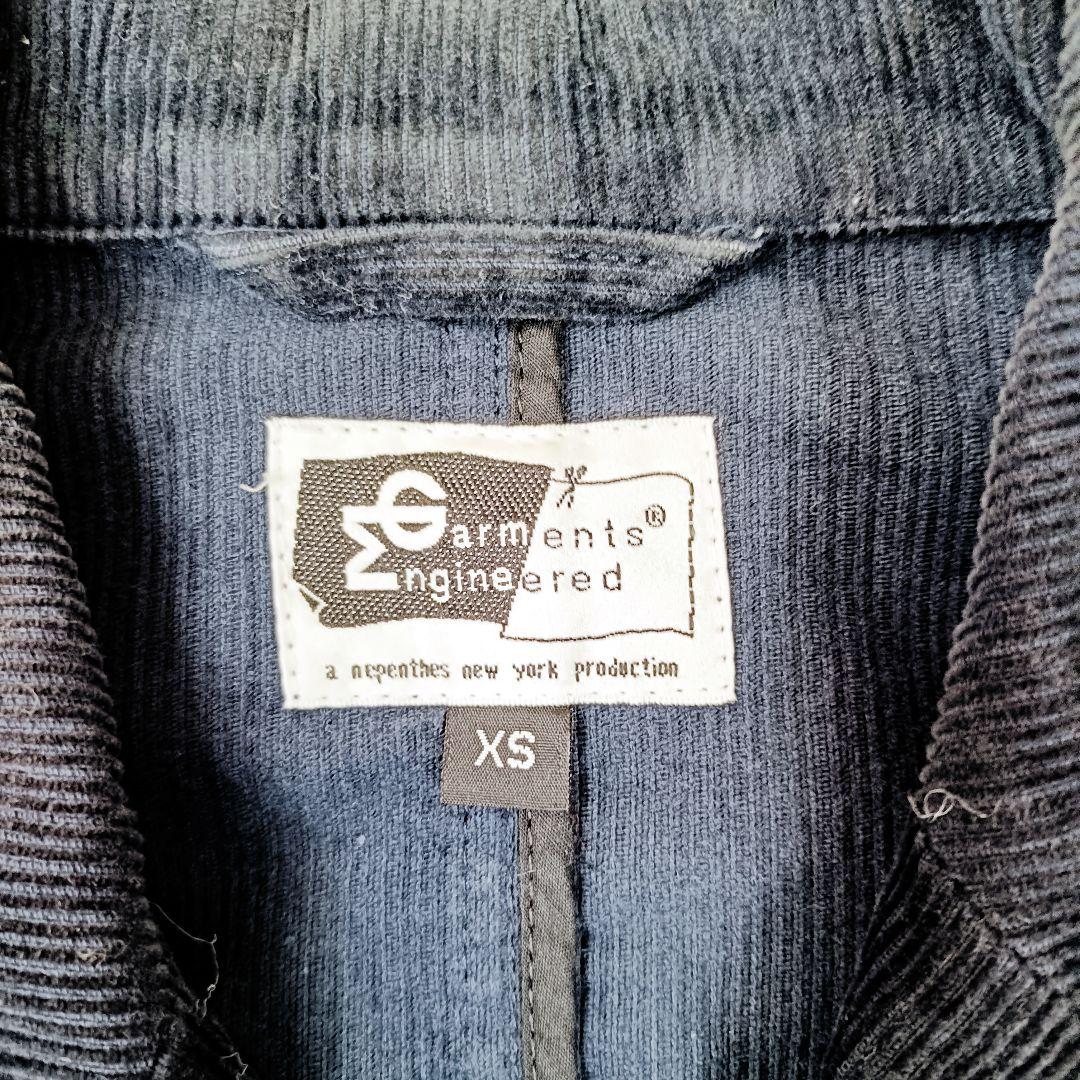 Garments®
Engineered
a nepenthes new york production
XS